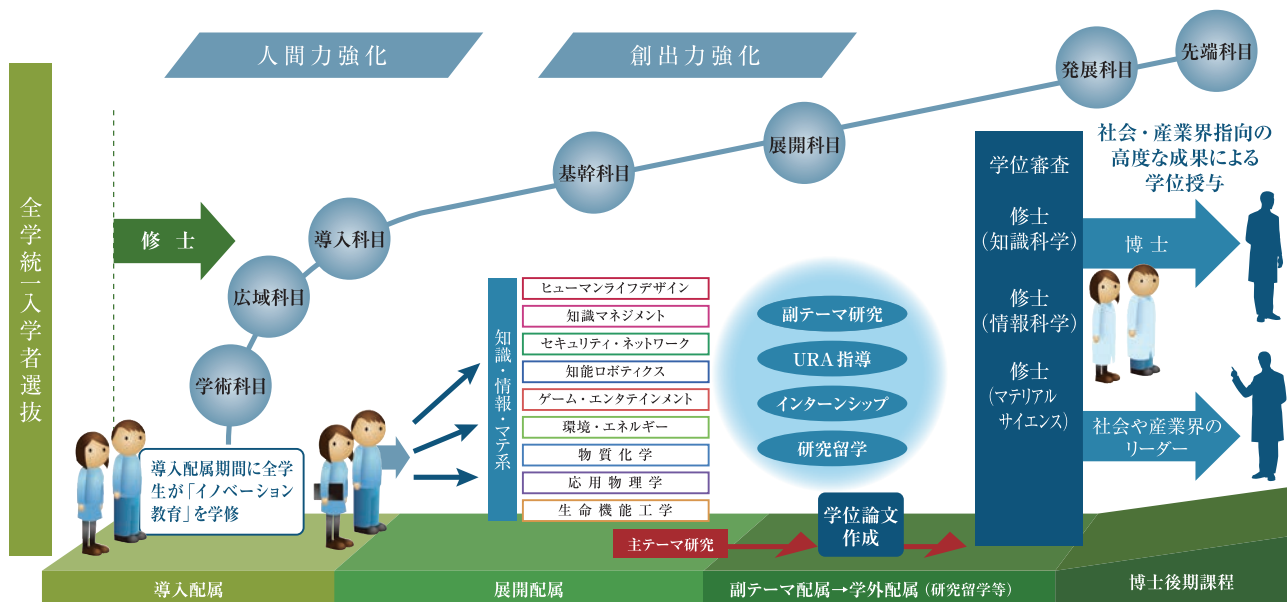 人間力強化
創出力強化
全学統一入学者選抜
修士
学術科目
広域科目
導入科目
基幹科目
展開科目
発展科目
先端科目
導入配属期間に全学
生が「イノベーション
教育」を学修
知識・情報・マテ系
ヒューマンライフデザイン
知識マネジメント
セキュリティ・ネットワーク
知能ロボティクス
ゲーム・エンタテインメント
環境・エネルギー
物質化学
応用物理学
生命機能工学
副テーマ研究
URA指導
インターンシップ
研究留学
主テーマ研究
学位論文
作成
学位審査
修士
(知識科学)
修士
(情報科学)
修士
(マテリアル
サイエンス)
社会・産業界指向の
高度な成果による
学位授与
博士
社会や産業界の
リーダー
導入配属
展開配属
副テーマ配属→学外配属(研究留学等)
博士後期課程